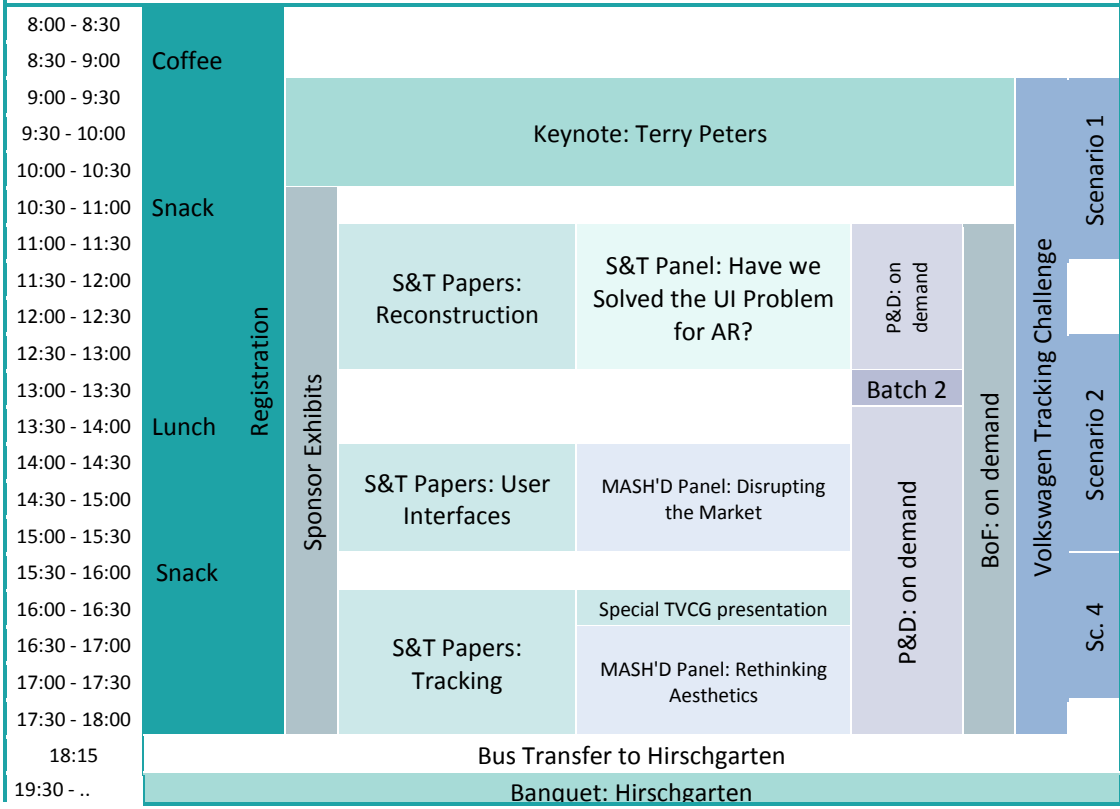 8:00 - 8:30
8:30 - 9:00
Coffee
9:00 - 9:30
9:30 - 10:00
Keynote: Terry Peters
10:00 - 10:30
10:30 - 11:00
Snack
11:00 - 11:30
11:30 - 12:00
12:00 - 12:30
12:30 - 13:00
13:00 - 13:30
13:30 - 14:00
Lunch
14:00 - 14:30
14:30 - 15:00
15:00 - 15:30
15:30 - 16:00
Snack
16:00 - 16:30
16:30 - 17:00
17:00 - 17:30
17:30 - 18:00
Registration
Sponsor Exhibits
S&T Papers:
Reconstruction
S&T Panel: Have we
Solved the UI Problem
for AR?
P&D: on
demand
Batch 2
S&T Papers: User
Interfaces
MASH'D Panel: Disrupting
the Market
S&T Papers:
Tracking
Special TVCG presentation
MASH'D Panel: Rethinking
Aesthetics
P&D: on demand
BoF: on demand
Volkswagen Tracking Challenge
Scenario 1
Scenario 2
Sc. 4
18:15
Bus Transfer to Hirschgarten
19:30 - ..
Banquet: Hirschgarten